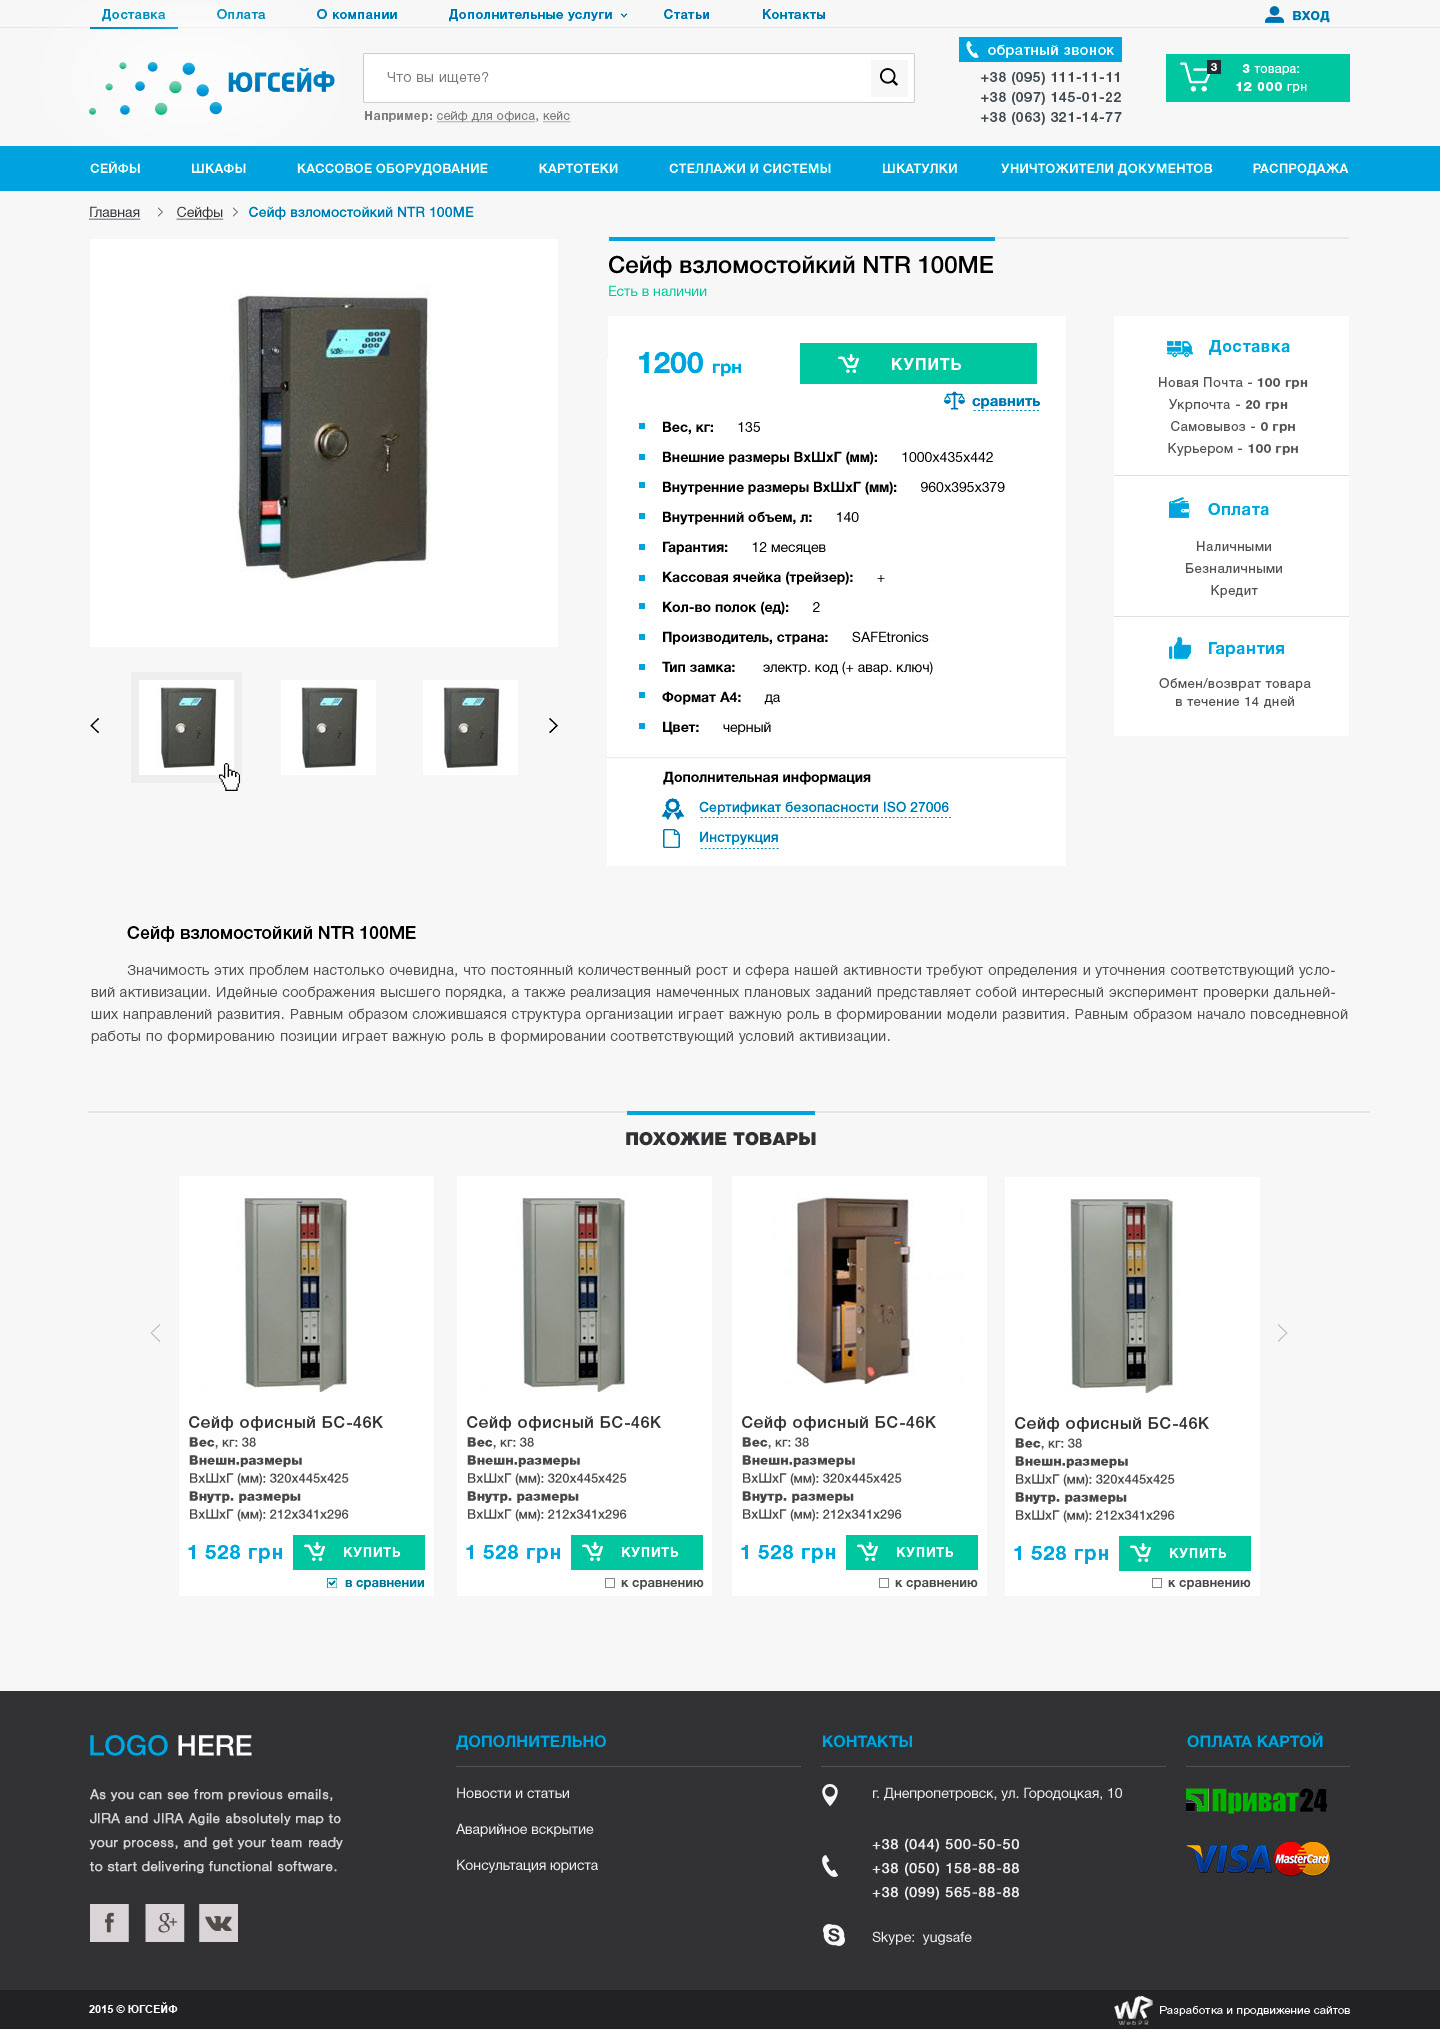 Доставка Оплата О компании Дополнительные услуги Статьи Контакты вход
ЮГСЕЙФ
Что вы ищете?
Например: сейф для офиса, кейс
обратный звонок
+38 (095) 111-11-11
+38 (097) 145-01-22
+38 (063) 321-14-77
3
3 товара:
12 000 грн
СЕЙФЫ ШКАФЫ КАССОВОЕ ОБОРУДОВАНИЕ КАРТОТЕКИ СТЕЛЛАЖИ И СИСТЕМЫ ШКАТУЛКИ УНИЧТОЖИТЕЛИ ДОКУМЕНТОВ РАСПРОДАЖА
Главная Сейфы Сейф взломостойкий NTR 100ME
Сейф взломостойкий NTR 100ME
Есть в наличии
1200 грн
КУПИТЬ
сравнить
Вес, кг: 135
Внешние размеры ВхШхГ (мм): 1000x435x442
Внутренние размеры ВхШхГ (мм): 960x395x379
Внутренний объем, л: 140
Гарантия: 12 месяцев
Кассовая ячейка (трейзер): +
Кол-во полок (ед): 2
Производитель, страна: SAFEtronics
Тип замка: электр. код (+ авар. ключ)
Формат А4: да
Цвет: черный
Дополнительная информация
Сертификат безопасности ISO 27006
Инструкция
Доставка
Новая Почта - 100 грн
Укрпочта - 20 грн
Самовывоз - 0 грн
Курьером - 100 грн
Оплата
Наличными
Безналичными
Кредит
Гарантия
Обмен/возврат товара
в течение 14 дней
Сейф взломостойкий NTR 100ME
Значимость этих проблем настолько очевидна, что постоянный количественный рост и сфера нашей активности требуют определения и уточнения соответствующий усло-
вий активизации. Идейные соображения высшего порядка, а также реализация намеченных плановых заданий представляет собой интересный эксперимент проверки дальней-
ших направлений развития. Равным образом сложившаяся структура организации играет важную роль в формировании модели развития. Равным образом начало повседневной
работы по формированию позиции играет важную роль в формировании соответствующий условий активизации.
ПОХОЖИЕ ТОВАРЫ
Сейф офисный БС-46К
Вес, кг: 38
Внешн.размеры
ВхШхГ (мм): 320x445x425
Внутр. размеры
ВхШхГ (мм): 212x341x296
1 528 грн КУПИТЬ
в сравнении
Сейф офисный БС-46К
Вес, кг: 38
Внешн.размеры
ВхШхГ (мм): 320x445x425
Внутр. размеры
ВхШхГ (мм): 212x341x296
1 528 грн КУПИТЬ
к сравнению
Сейф офисный БС-46К
Вес, кг: 38
Внешн.размеры
ВхШхГ (мм): 320x445x425
Внутр. размеры
ВхШхГ (мм): 212x341x296
1 528 грн КУПИТЬ
к сравнению
Сейф офисный БС-46К
Вес, кг: 38
Внешн.размеры
ВхШхГ (мм): 320x445x425
Внутр. размеры
ВхШхГ (мм): 212x341x296
1 528 грн КУПИТЬ
к сравнению
LOGO HERE
As you can see from previous emails,
JIRA and JIRA Agile absolutely map to
your process, and get your team ready
to start delivering functional software.
ДОПОЛНИТЕЛЬНО
Новости и статьи
Аварийное вскрытие
Консультация юриста
КОНТАКТЫ
г. Днепропетровск, ул. Городоцкая, 10
+38 (044) 500-50-50
+38 (050) 158-88-88
+38 (099) 565-88-88
Skype: yugsafe
ОПЛАТА КАРТОЙ
Приват24
VISA MasterCard
2015 © ЮГСЕЙФ
WebPR
Разработка и продвижение сайтов